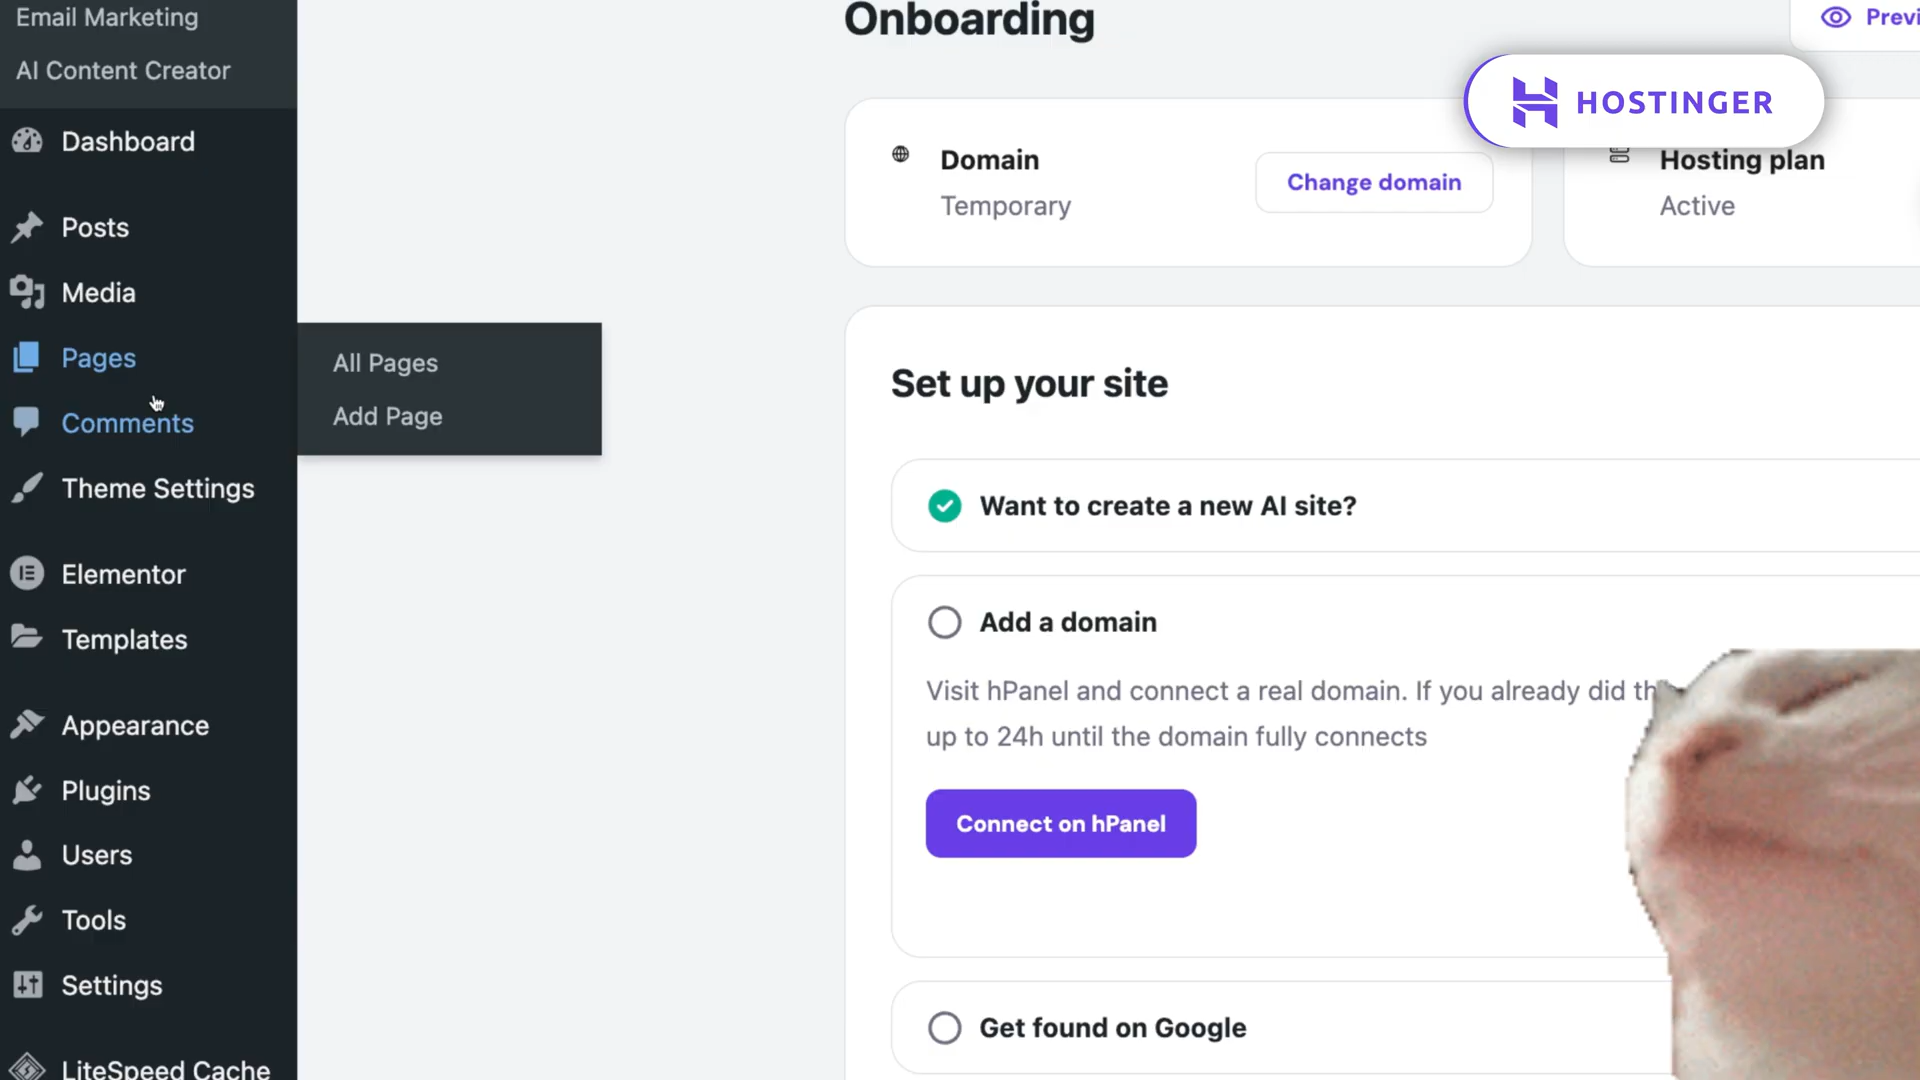 Email Marketing
AI Content Creator
Dashboard
Posts
Media
Pages
Comments
Theme Settings
Elementor
Templates
Appearance
Plugins
Users
Tools
Settings
LiteSpeed Cache
All Pages
Add Page
Onboarding
HOSTINGER
Domain
Temporary
Change domain
Hosting plan
Active
Set up your site
Want to create a new AI site?
Add a domain
Visit hPanel and connect a real domain. If you already did
up to 24h until the domain fully connects
Connect on hPanel
Get found on Google